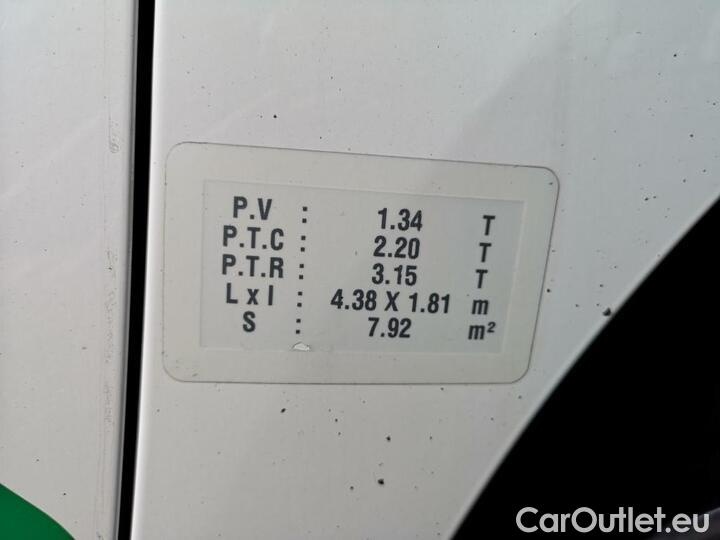 P.V : 1.34 T
P.T.C : 2.20 T
P.T.R : 3.15 T
L x l : 4.38 X 1.81 m
S : 7.92 m²
CarOutlet.eu